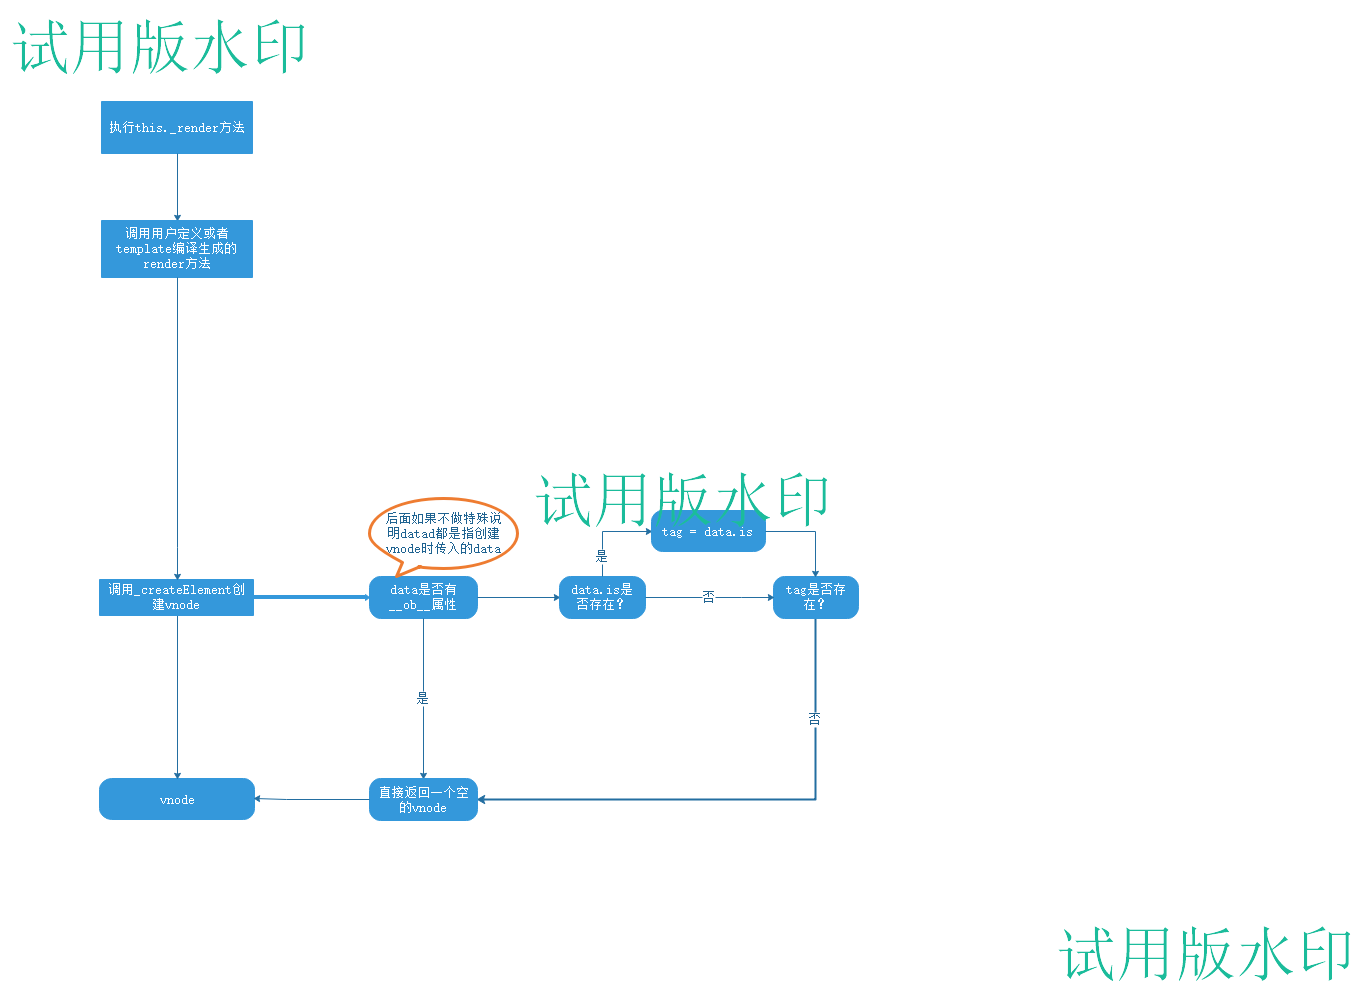 试用版水印
执行this._render方法
调用用户定义或者
template编译生成的
render方法
试用版水印
后面如果不做特殊说
明datad都是指创建
vnode时传入的data
tag = data.is
是
调用_createElement创
建vnode
data是否有
__ob__属性
data.is是
否存在？
否
tag是否存
在？
是
否
vnode
直接返回一个空
的vnode
试用版水印